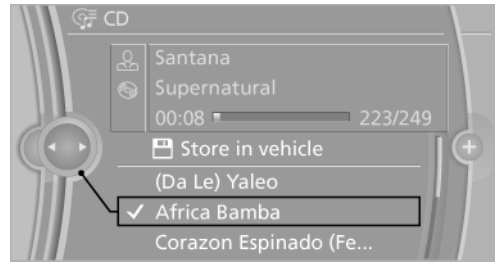 CD
Santana
Supernatural
00:08 223/249
Store in vehicle
(Da Le) Yaleo
Africa Bamba
Corazon Espinado (Fe...